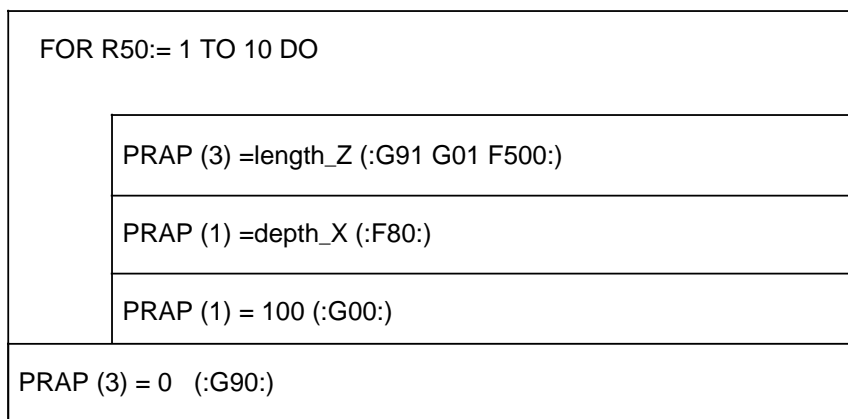 FOR R50:= 1 TO 10 DO
PRAP (3) =length_Z (:G91 G01 F500:)
PRAP (1) =depth_X (:F80:)
PRAP (1) = 100 (:G00:)
PRAP (3) = 0 (:G90:)